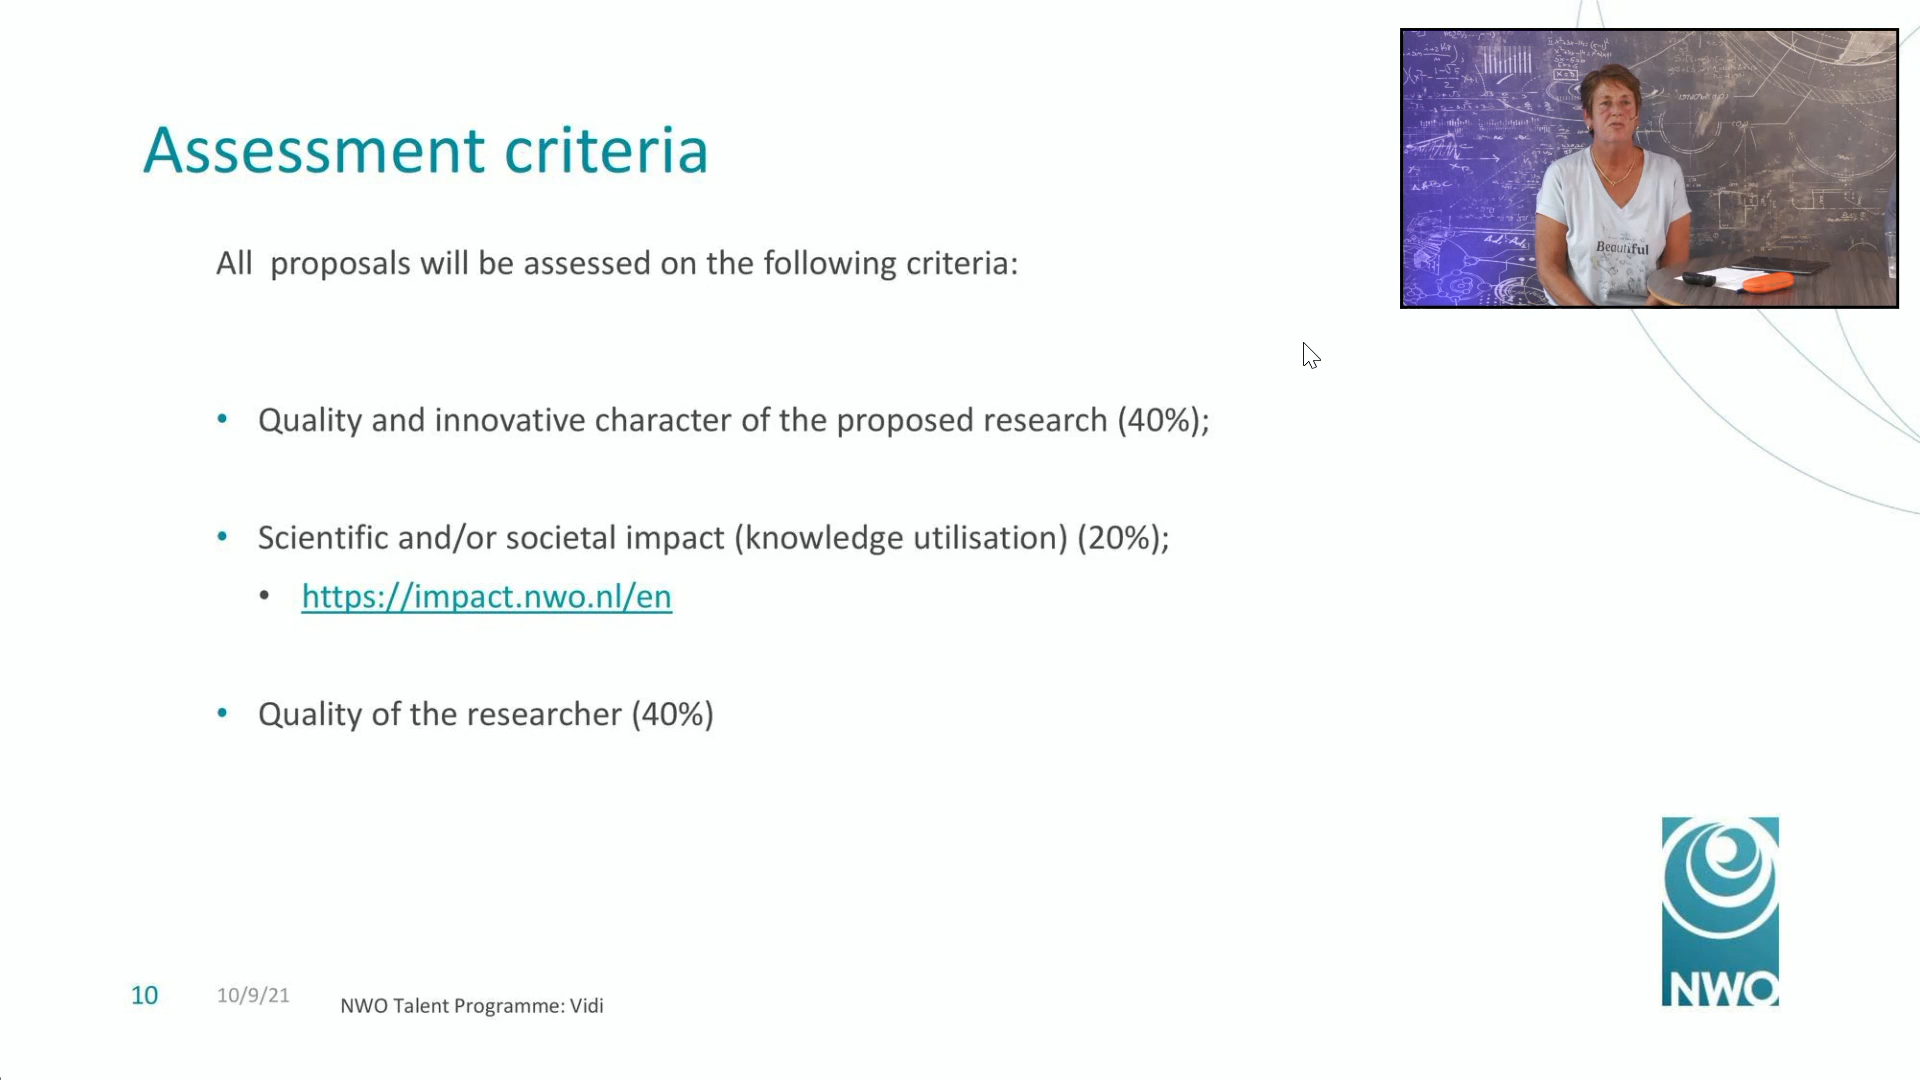 Assessment criteria
All proposals will be assessed on the following criteria:
• Quality and innovative character of the proposed research (40%);
• Scientific and/or societal impact (knowledge utilisation) (20%);
• https://impact.nwo.nl/en
• Quality of the researcher (40%)
Beautiful
NWO
10
10/9/21
NWO Talent Programme: Vidi